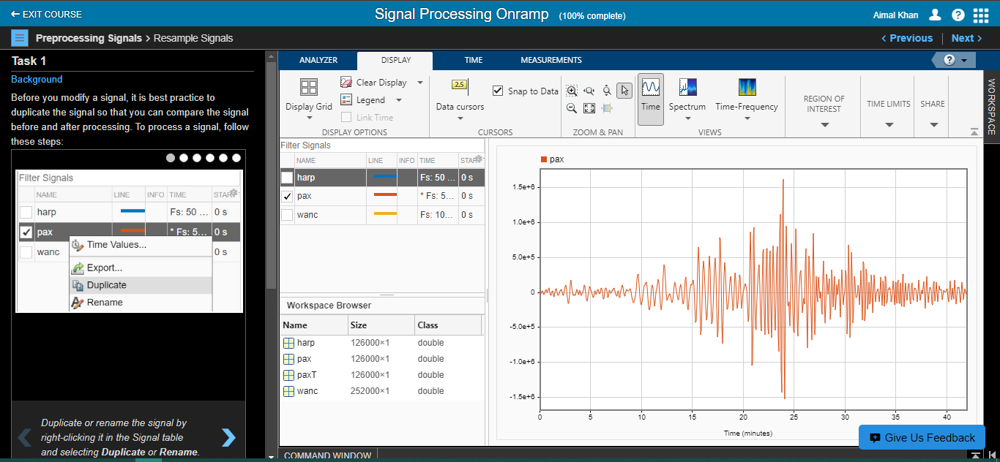 EXIT COURSE
Signal Processing Onramp (100% complete)
Aimal Khan
Preprocessing Signals > Resample Signals
< Previous | Next >
Task 1
Background
Before you modify a signal, it is best practice to
duplicate the signal so that you can compare the signal
before and after processing. To process a signal, follow
these steps:
Filter Signals
NAME LINE INFO TIME START
harp Fs: 50 ... 0 s
pax * Fs: 5... 0 s
wanc 0 s
Time Values...
Export...
Duplicate
Rename
Duplicate or rename the signal by
right-clicking it in the Signal table
and selecting Duplicate or Rename.
ANALYZER DISPLAY TIME MEASUREMENTS
?
Display Grid
Clear Display
Legend
Link Time
DISPLAY OPTIONS
2.5
Data cursors
Snap to Data
CURSORS
ZOOM & PAN
Time
Spectrum
Time-Frequency
VIEWS
REGION OF
INTEREST
TIME LIMITS
SHARE
WORKSPACE
Filter Signals
NAME LINE INFO TIME START
harp Fs: 50 ... 0 s
pax * Fs: 5... 0 s
wanc Fs: 10... 0 s
Workspace Browser
Name Size Class
harp 126000×1 double
pax 126000×1 double
paxT 126000×1 double
wanc 252000×1 double
pax
1.5e+6
1.0e+6
5.0e+5
0
-5.0e+5
-1.0e+6
-1.5e+6
0 5 10 15 20 25 30 35 40
Time (minutes)
Give Us Feedback
COMMAND WINDOW